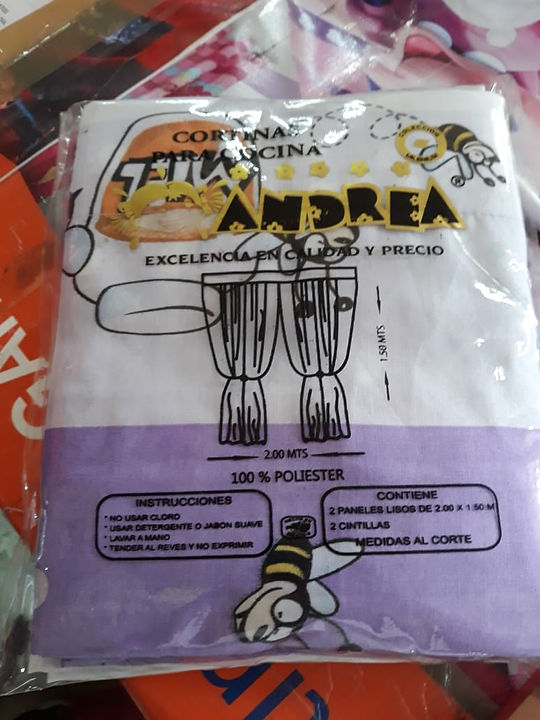 CORTINAS
PARA COCINA
COLECCION
ANDREA
®
EXCELENCIA EN CALIDAD Y PRECIO
1.50 MTS
2.00 MTS
100 % POLIESTER
INSTRUCCIONES
* NO USAR CLORO
* USAR DETERGENTE O JABON SUAVE
* LAVAR A MANO
* TENDER AL REVES Y NO EXPRIMIR
CONTIENE
2 PANELES LISOS DE 2.00 X 1.50 M
2 CINTILLAS
MEDIDAS AL CORTE